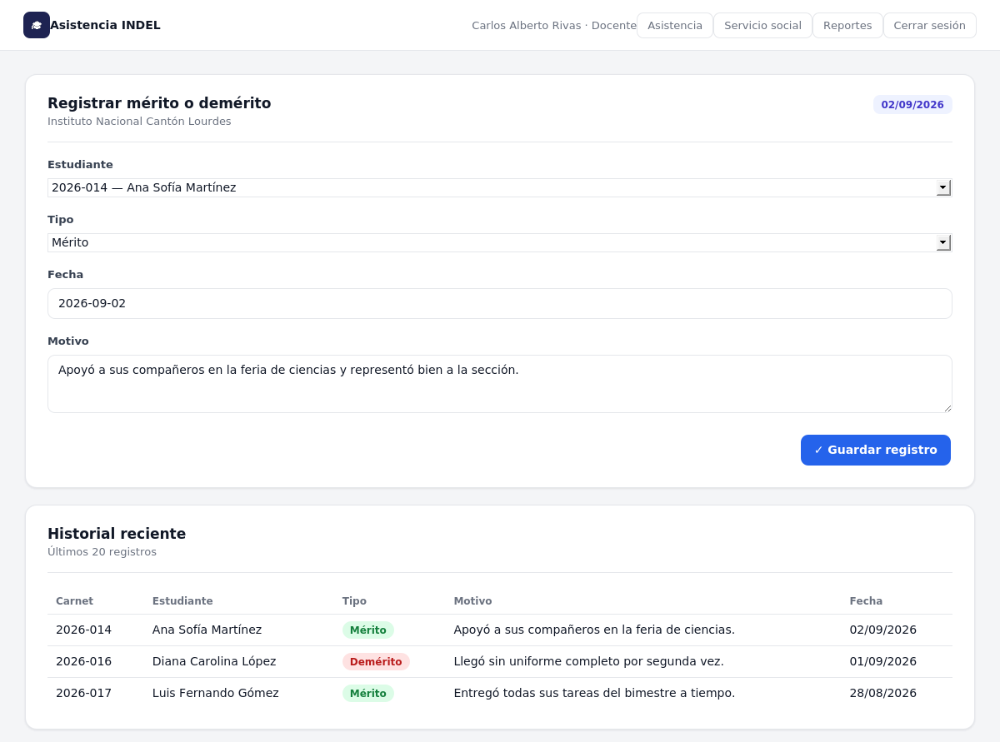 Asistencia INDEL
Carlos Alberto Rivas · Docente
Asistencia
Servicio social
Reportes
Cerrar sesión
Registrar mérito o demérito
02/09/2026
Instituto Nacional Cantón Lourdes
Estudiante
2026-014 — Ana Sofía Martínez
Tipo
Mérito
Fecha
2026-09-02
Motivo
Apoyó a sus compañeros en la feria de ciencias y representó bien a la sección.
✓ Guardar registro
Historial reciente
Últimos 20 registros
Carnet Estudiante Tipo Motivo Fecha
2026-014 Ana Sofía Martínez Mérito Apoyó a sus compañeros en la feria de ciencias. 02/09/2026
2026-016 Diana Carolina López Demérito Llegó sin uniforme completo por segunda vez. 01/09/2026
2026-017 Luis Fernando Gómez Mérito Entregó todas sus tareas del bimestre a tiempo. 28/08/2026